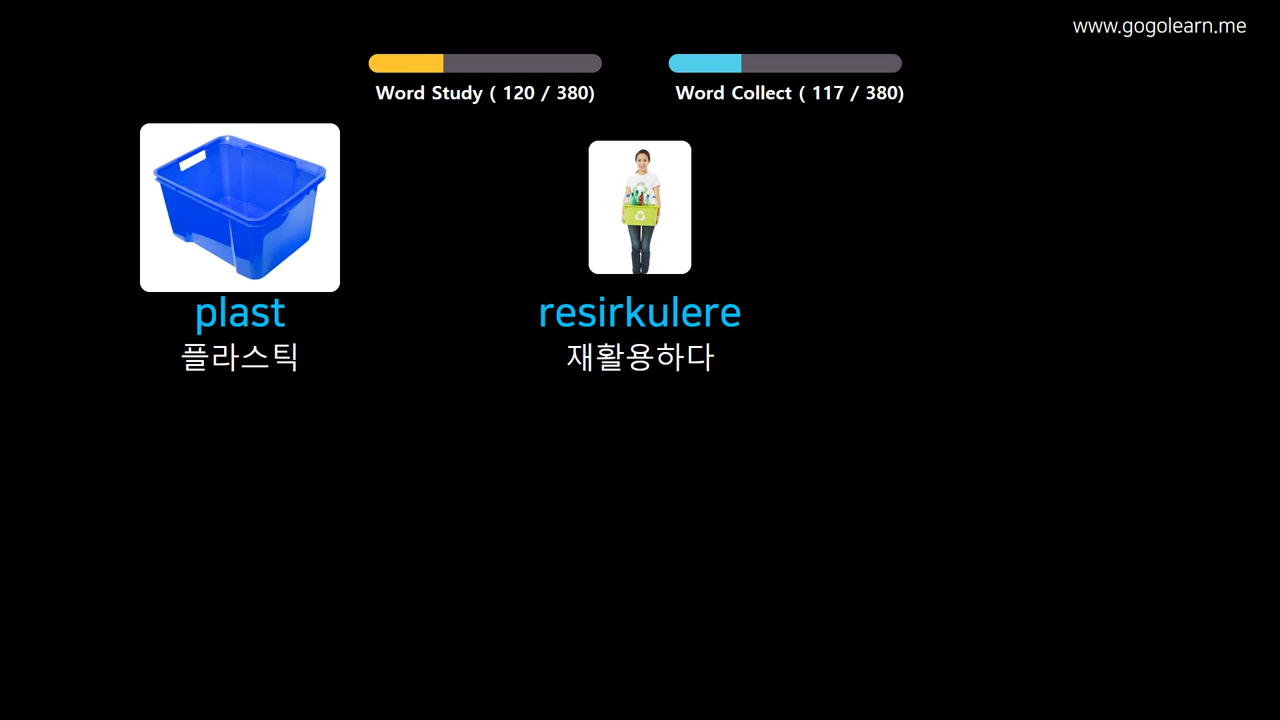 www.gogolearn.me
Word Study ( 120 / 380)
Word Collect ( 117 / 380)
plast
플라스틱
resirkulere
재활용하다